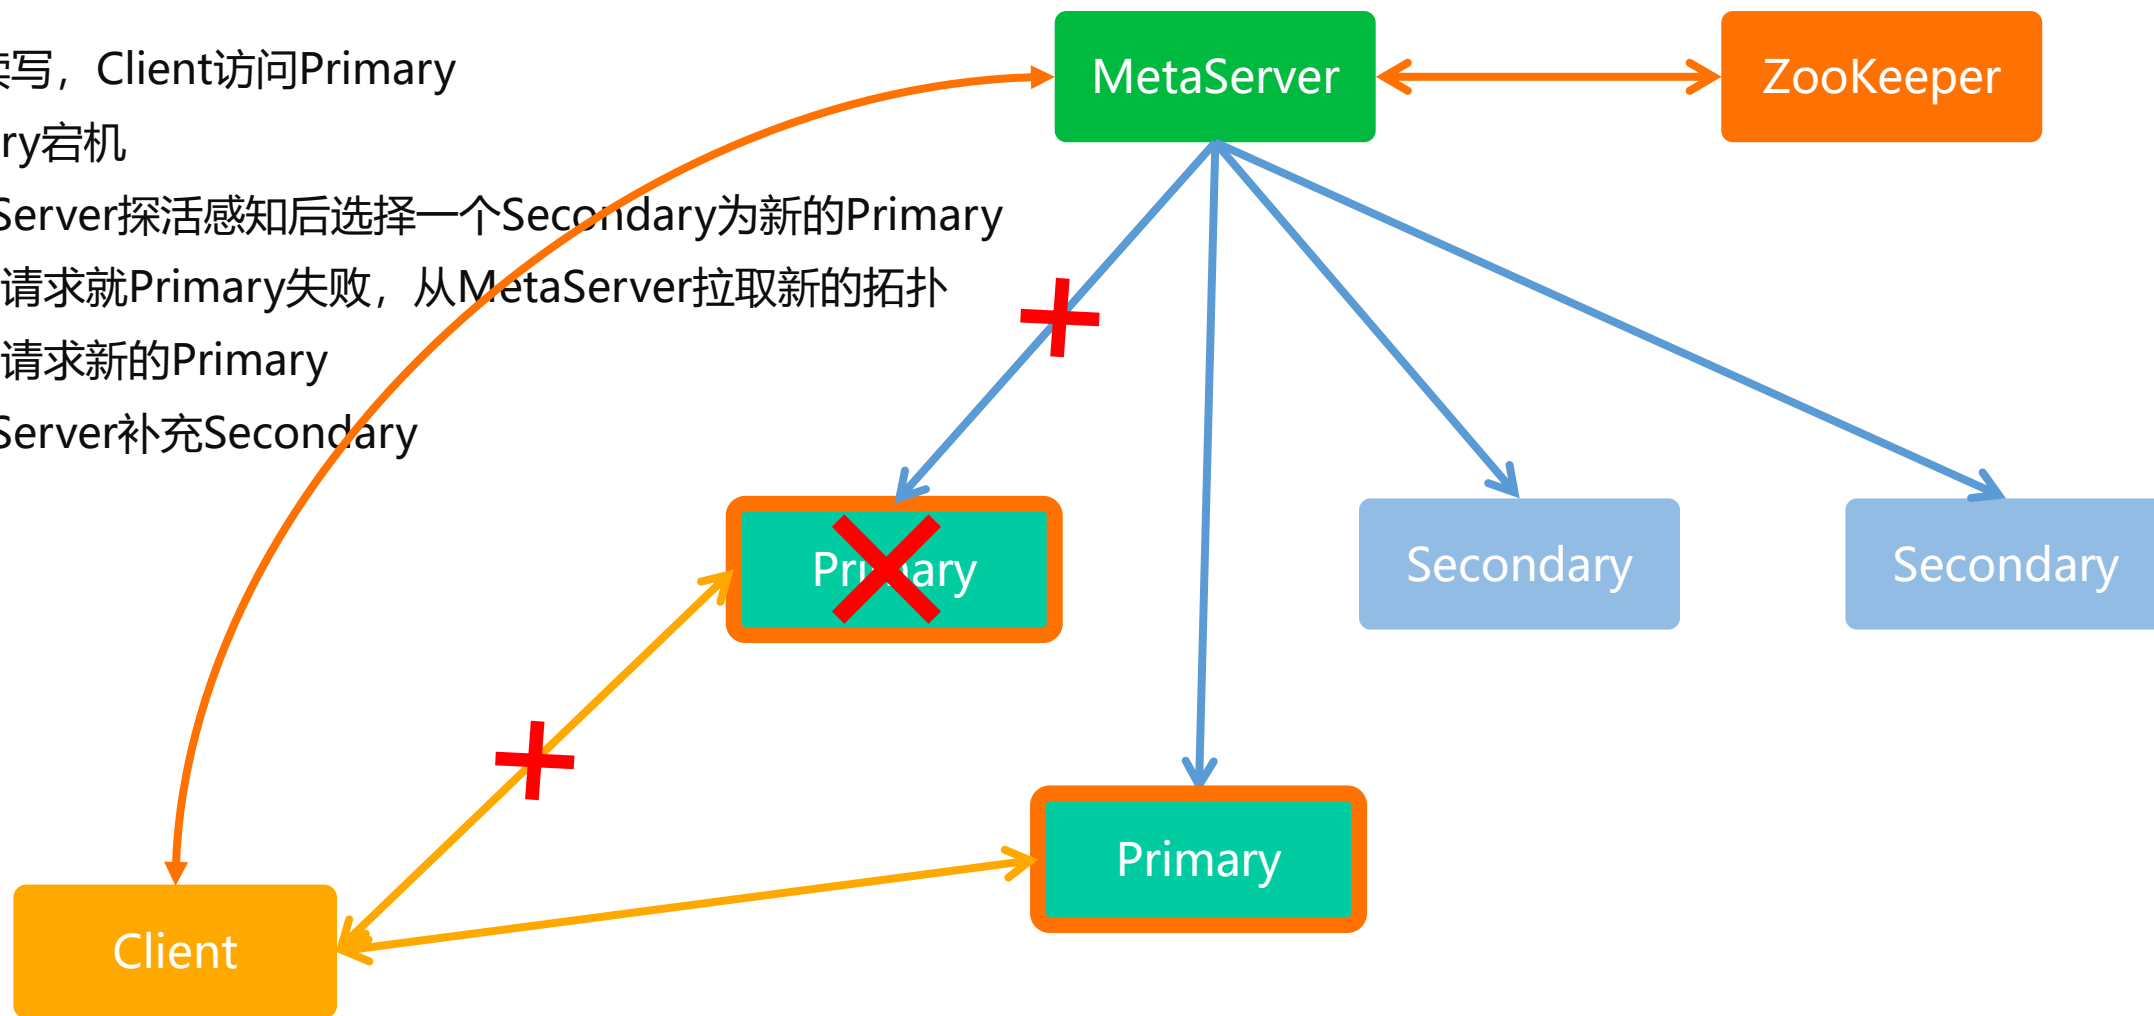 写，Client访问Primary
ry宕机
Server探活感知后选择一个Secondary为新的Primary
请求就Primary失败，从MetaServer拉取新的拓扑
请求新的Primary
Server补充Secondary
MetaServer
ZooKeeper
Primary
Secondary
Secondary
Primary
Client